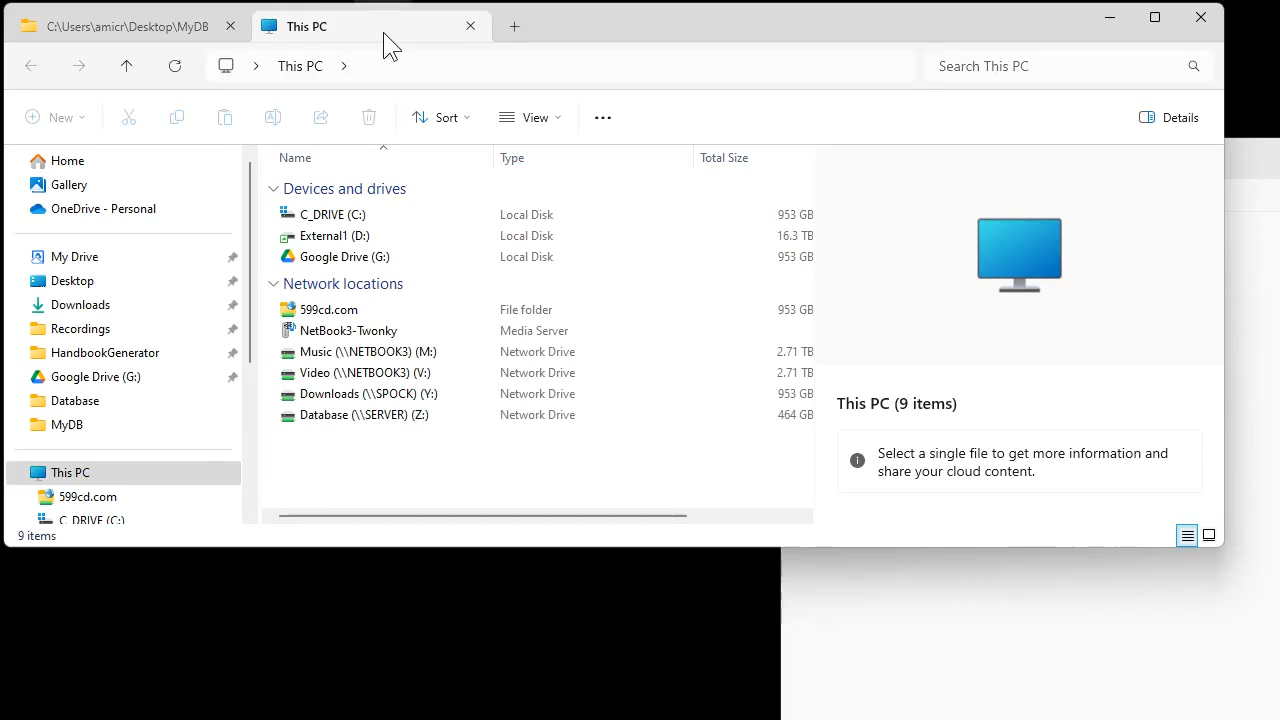 C:\Users\amicr\Desktop\MyDB
This PC
This PC
Search This PC
New
Sort
View
Details
Home
Gallery
OneDrive - Personal
My Drive
Desktop
Downloads
Recordings
HandbookGenerator
Google Drive (G:)
Database
MyDB
This PC
599cd.com
C_DRIVE (C:)
Name Type Total Size
Devices and drives
C_DRIVE (C:) Local Disk 953 GB
External1 (D:) Local Disk 16.3 TB
Google Drive (G:) Local Disk 953 GB
Network locations
599cd.com File folder 953 GB
NetBook3-Twonky Media Server
Music (\\NETBOOK3) (M:) Network Drive 2.71 TB
Video (\\NETBOOK3) (V:) Network Drive 2.71 TB
Downloads (\\SPOCK) (Y:) Network Drive 953 GB
Database (\\SERVER) (Z:) Network Drive 464 GB
This PC (9 items)
Select a single file to get more information and
share your cloud content.
9 items